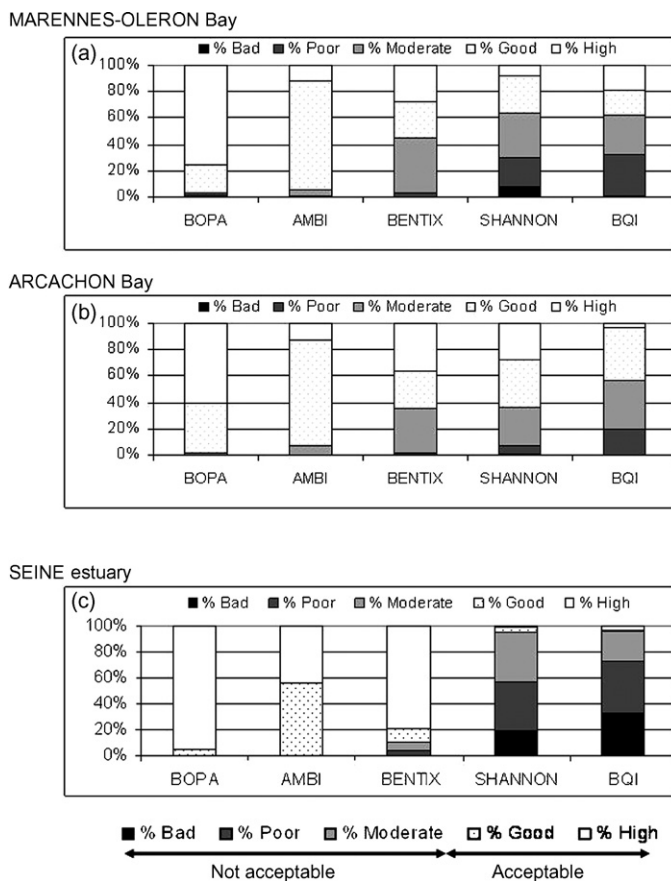 MARENNES-OLERON Bay
(a) % Bad % Poor % Moderate % Good % High
100%
80%
60%
40%
20%
0%
BOPA AMBI BENTIX SHANNON BQI
ARCACHON Bay
(b) % Bad % Poor % Moderate % Good % High
100%
80%
60%
40%
20%
0%
BOPA AMBI BENTIX SHANNON BQI
SEINE estuary
(c) % Bad % Poor % Moderate % Good % High
100%
80%
60%
40%
20%
0%
BOPA AMBI BENTIX SHANNON BQI
% Bad % Poor % Moderate % Good % High
Not acceptable Acceptable